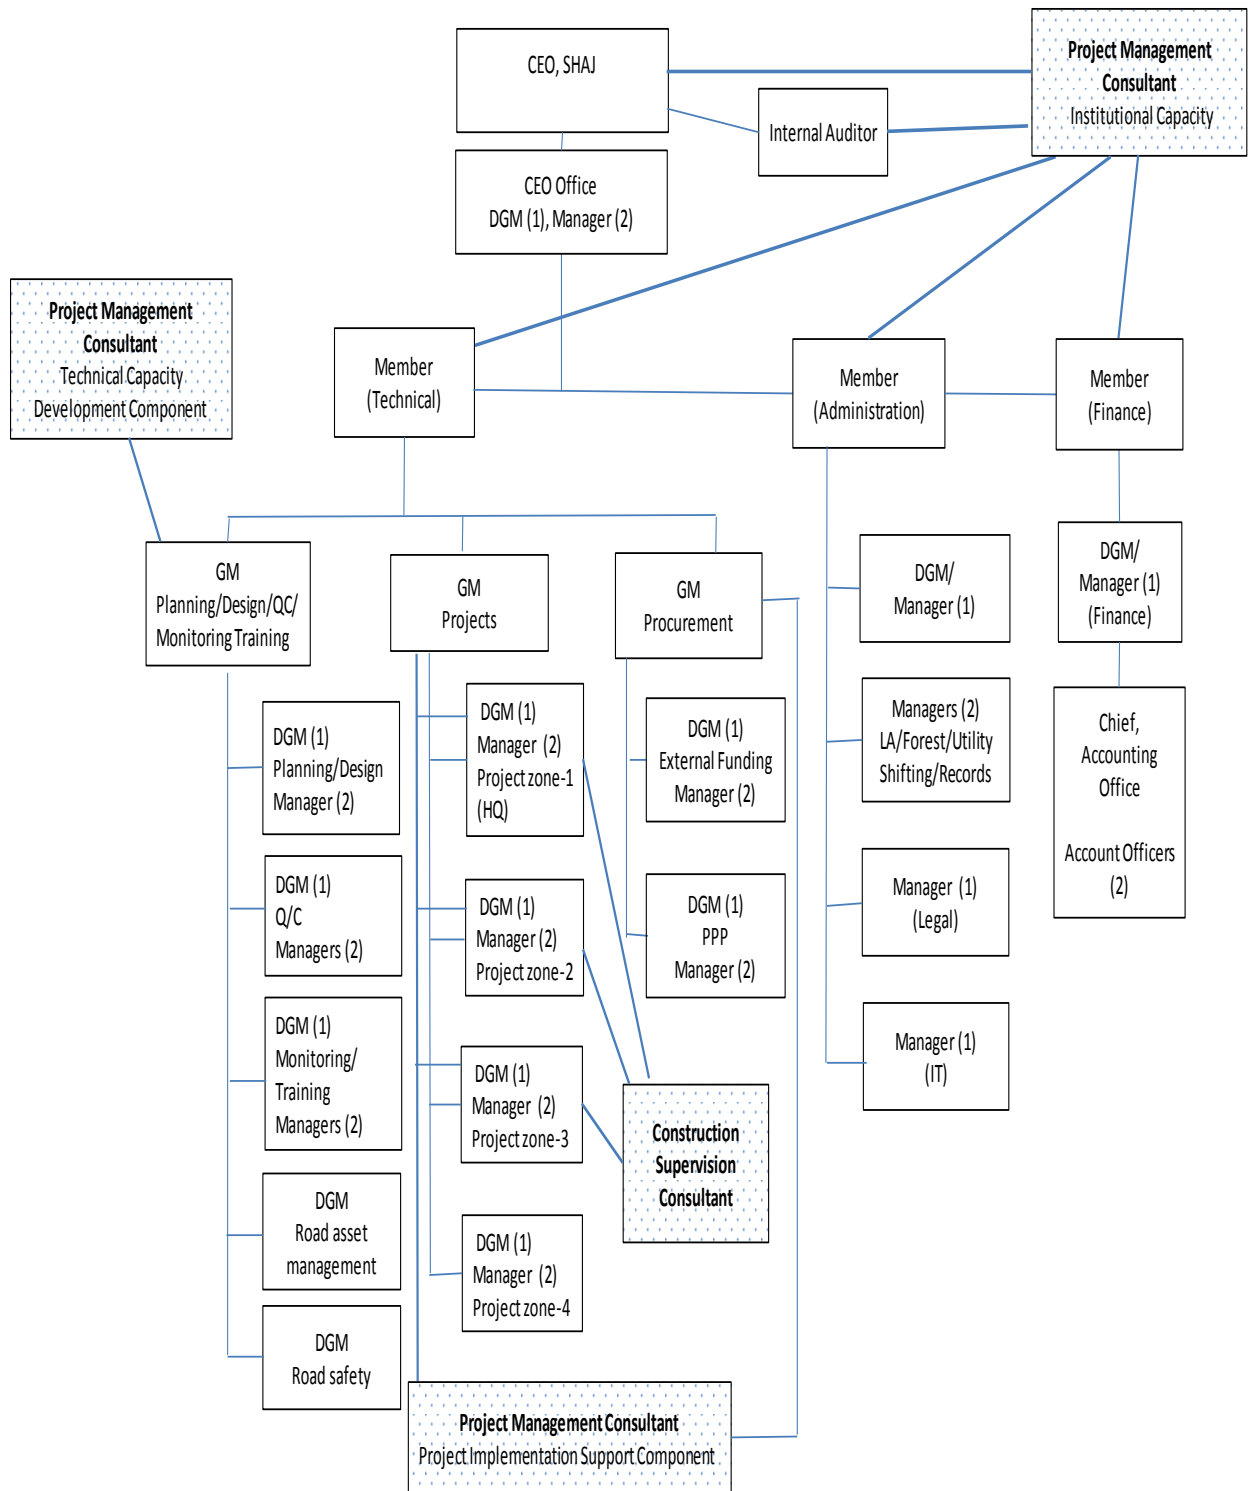 CEO, SHAJ
Project Management
Consultant
Institutional Capacity
Internal Auditor
CEO Office
DGM (1), Manager (2)
Project Management
Consultant
Technical Capacity
Development Component
Member
(Technical)
Member
(Administration)
Member
(Finance)
GM
Planning/Design/QC/
Monitoring Training
GM
Projects
GM
Procurement
DGM/
Manager (1)
DGM/
Manager (1)
(Finance)
DGM (1)
Planning/Design
Manager (2)
DGM (1)
Q/C
Managers (2)
DGM (1)
Monitoring/
Training
Managers (2)
DGM
Road asset
management
DGM
Road safety
DGM (1)
Manager (2)
Project zone-1
(HQ)
DGM (1)
Manager (2)
Project zone-2
DGM (1)
Manager (2)
Project zone-3
DGM (1)
Manager (2)
Project zone-4
DGM (1)
External Funding
Manager (2)
DGM (1)
PPP
Manager (2)
Managers (2)
LA/Forest/Utility
Shifting/Records
Manager (1)
(Legal)
Manager (1)
(IT)
Chief,
Accounting
Office
Account Officers
(2)
Construction
Supervision
Consultant
Project Management Consultant
Project Implementation Support Component